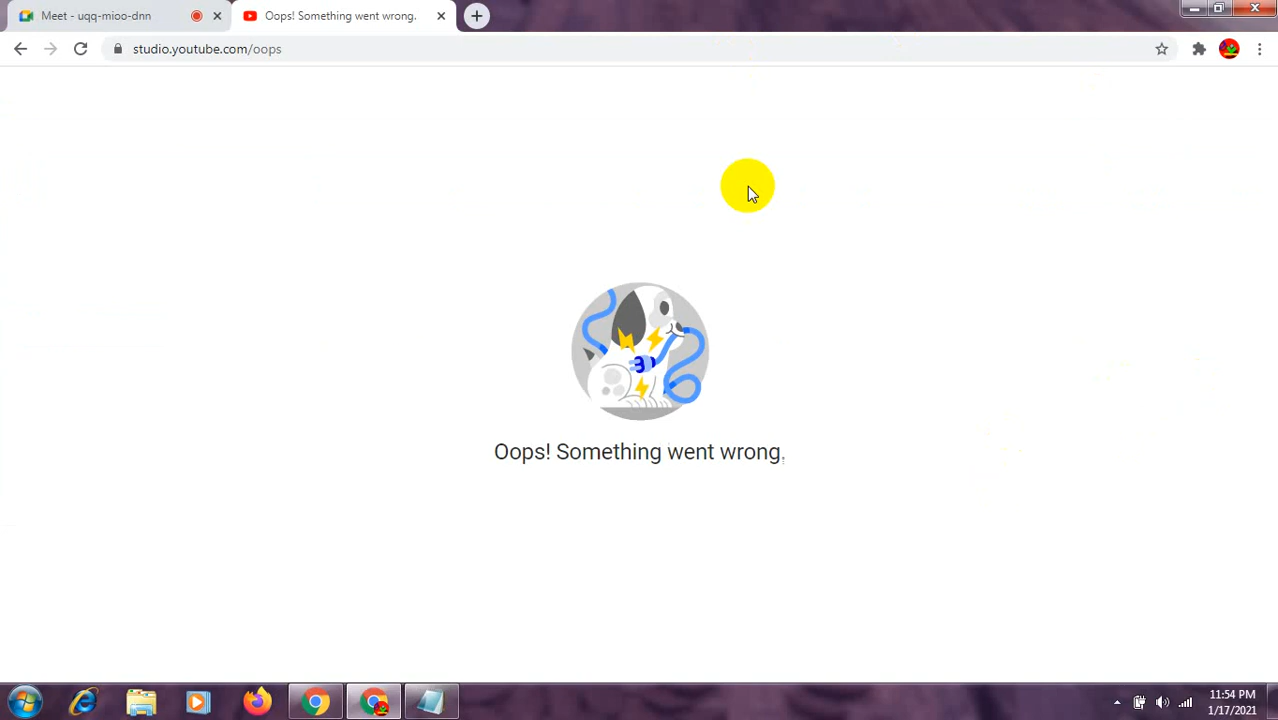 Meet - uqq-mioo-dnn
Oops! Something went wrong.
studio.youtube.com/oops
Oops! Something went wrong.
11:54 PM
1/17/2021